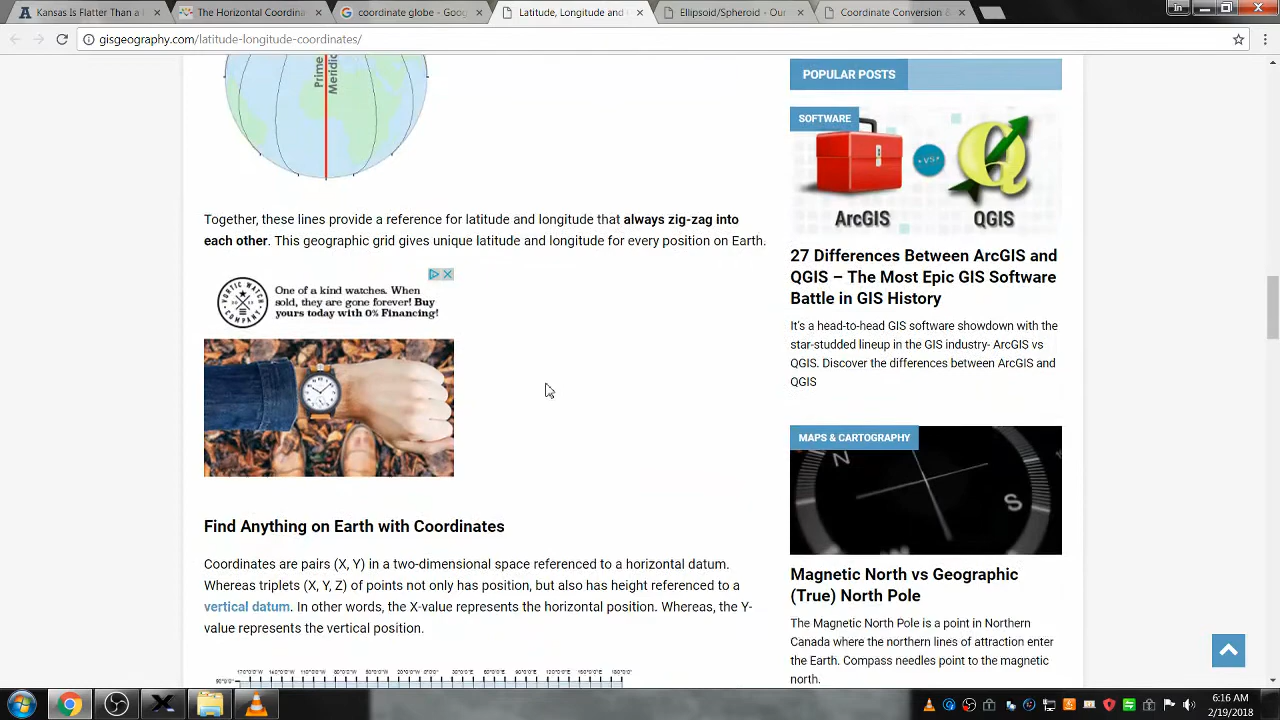 Kansas Is Flatter Than a
The Horizontal Coordina
coordinate globe - Goog
Latitude, Longitude and
Ellipsoid/Spheroid - Our
Coordinate Conversion
in
gisgeography.com/latitude-longitude-coordinates/
Prime
Meridic
Together, these lines provide a reference for latitude and longitude that always zig-zag into
each other. This geographic grid gives unique latitude and longitude for every position on Earth.
One of a kind watches. When
sold, they are gone forever! Buy
yours today with 0% Financing!
Find Anything on Earth with Coordinates
Coordinates are pairs (X, Y) in a two-dimensional space referenced to a horizontal datum.
Whereas triplets (X, Y, Z) of points not only has position, but also has height referenced to a
vertical datum. In other words, the X-value represents the horizontal position. Whereas, the Y-
value represents the vertical position.
POPULAR POSTS
SOFTWARE
VS
ArcGIS
QGIS
27 Differences Between ArcGIS and
QGIS – The Most Epic GIS Software
Battle in GIS History
It's a head-to-head GIS software showdown with the
star-studded lineup in the GIS industry- ArcGIS vs
QGIS. Discover the differences between ArcGIS and
QGIS
MAPS & CARTOGRAPHY
N
S
Magnetic North vs Geographic
(True) North Pole
The Magnetic North Pole is a point in Northern
Canada where the northern lines of attraction enter
the Earth. Compass needles point to the magnetic
north.
6:16 AM
2/19/2018